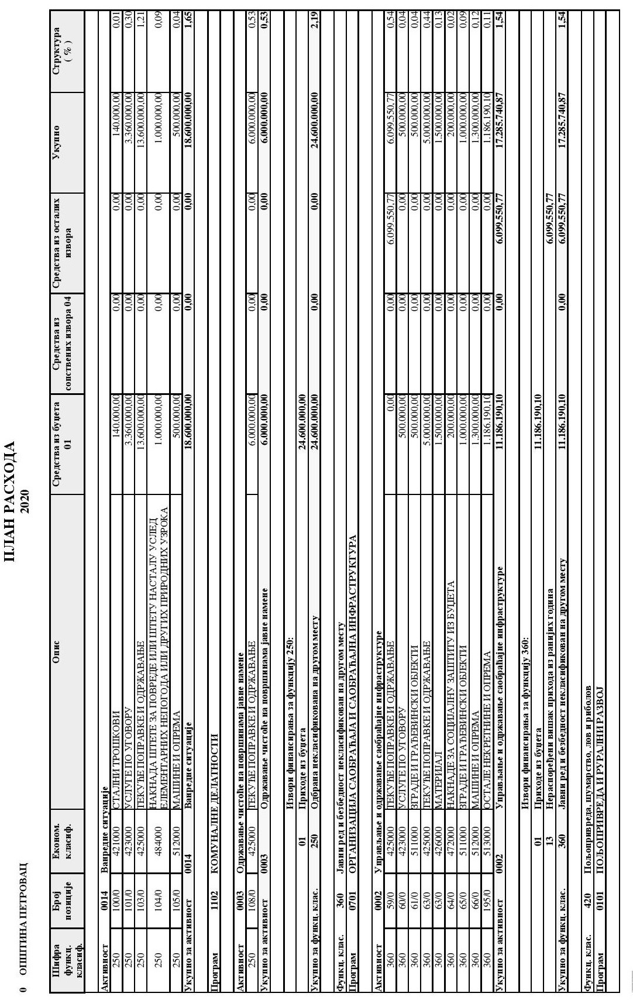 ПЛАН РАСХОДА
2020
0 ОПШТИНА ПЕТРОВАЦ
Шифра функц. класиф. Број позиције Економ. класиф. Опис Средства из буџета 01 Средства из сопствених извора 04 Средства из осталих извора Укупно Структура ( % )
Активност 0014 Ванредне ситуације
250 100/0 421000 СТАЛНИ ТРОШКОВИ 140.000,00 0,00 0,00 140.000,00 0,01
250 101/0 423000 УСЛУГЕ ПО УГОВОРУ 3.360.000,00 0,00 0,00 3.360.000,00 0,30
250 103/0 425000 ТЕКУЋЕ ПОПРАВКЕ И ОДРЖАВАЊЕ 13.600.000,00 0,00 0,00 13.600.000,00 1,21
250 104/0 484000 НАКНАДА ШТЕТЕ ЗА ПОВРЕДЕ ИЛИ ШТЕТУ НАСТАЛУ УСЛЕД
ЕЛЕМЕНТАРНИХ НЕПОГОДА ИЛИ ДРУГИХ ПРИРОДНИХ УЗРОКА 1.000.000,00 0,00 0,00 1.000.000,00 0,09
250 105/0 512000 МАШИНЕ И ОПРЕМА 500.000,00 0,00 0,00 500.000,00 0,04
Укупно за активност 0014 Ванредне ситуације 18.600.000,00 0,00 0,00 18.600.000,00 1,65
Програм 1102 КОМУНАЛНЕ ДЕЛАТНОСТИ
Активност 0003 Одржавање чистоће на површинама јавне намене
250 108/0 425000 ТЕКУЋЕ ПОПРАВКЕ И ОДРЖАВАЊЕ 6.000.000,00 0,00 0,00 6.000.000,00 0,53
Укупно за активност 0003 Одржавање чистоће на површинама јавне намене 6.000.000,00 0,00 0,00 6.000.000,00 0,53
Извори финансирања за функцију 250:
01 Приходе из буџета 24.600.000,00
Укупно за функц. клас. 250 Одбрана некласификована на другом месту 24.600.000,00 0,00 0,00 24.600.000,00 2,19
Функц. клас. 360 Јавни ред и безбедност некласификован на другом месту
Програм 0701 ОРГАНИЗАЦИЈА САОБРАЋАЈА И САОБРАЋАЈНА ИНФРАСТРУКТУРА
Активност 0002 Управљање и одржавање саобраћајне инфраструктуре
360 59/0 425000 ТЕКУЋЕ ПОПРАВКЕ И ОДРЖАВАЊЕ 0,00 0,00 6.099.550,77 6.099.550,77 0,54
360 60/0 423000 УСЛУГЕ ПО УГОВОРУ 500.000,00 0,00 0,00 500.000,00 0,04
360 61/0 511000 ЗГРАДЕ И ГРАЂЕВИНСКИ ОБЈЕКТИ 500.000,00 0,00 0,00 500.000,00 0,04
360 63/0 425000 ТЕКУЋЕ ПОПРАВКЕ И ОДРЖАВАЊЕ 5.000.000,00 0,00 0,00 5.000.000,00 0,44
360 63/0 426000 МАТЕРИЈАЛ 1.500.000,00 0,00 0,00 1.500.000,00 0,13
360 64/0 472000 НАКНАДЕ ЗА СОЦИЈАЛНУ ЗАШТИТУ ИЗ БУЏЕТА 200.000,00 0,00 0,00 200.000,00 0,02
360 65/0 511000 ЗГРАДЕ И ГРАЂЕВИНСКИ ОБЈЕКТИ 1.000.000,00 0,00 0,00 1.000.000,00 0,09
360 66/0 512000 МАШИНЕ И ОПРЕМА 1.300.000,00 0,00 0,00 1.300.000,00 0,12
360 195/0 513000 ОСТАЛЕ НЕКРЕТНИНЕ И ОПРЕМА 1.186.190,10 0,00 0,00 1.186.190,10 0,11
Укупно за активност 0002 Управљање и одржавање саобраћајне инфраструктуре 11.186.190,10 0,00 6.099.550,77 17.285.740,87 1,54
Извори финансирања за функцију 360:
01 Приходе из буџета 11.186.190,10
13 Нераспоређени вишак прихода из ранијих година 6.099.550,77
Укупно за функц. клас. 360 Јавни ред и безбедност некласификован на другом месту 11.186.190,10 0,00 6.099.550,77 17.285.740,87 1,54
Функц. клас. 420 Пољопривреда, шумарство, лов и риболов
Програм 0101 ПОЉОПРИВРЕДА И РУРАЛНИ РАЗВОЈ